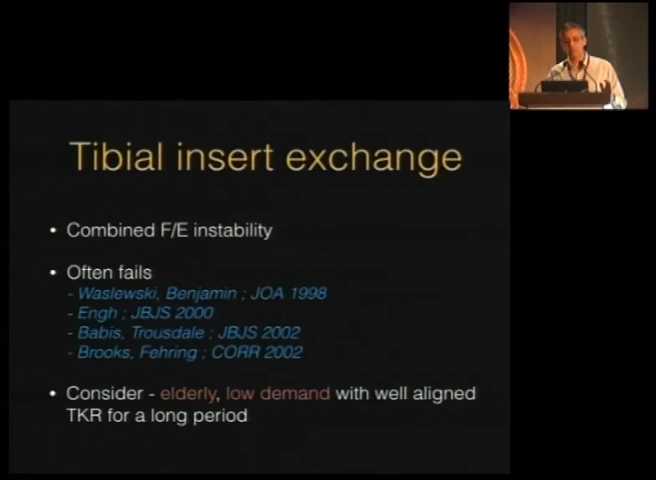 Tibial insert exchange
• Combined F/E instability
• Often fails
- Waslewski, Benjamin ; JOA 1998
- Engh ; JBJS 2000
- Babis, Trousdale ; JBJS 2002
- Brooks, Fehring ; CORR 2002
• Consider - elderly, low demand with well aligned
TKR for a long period